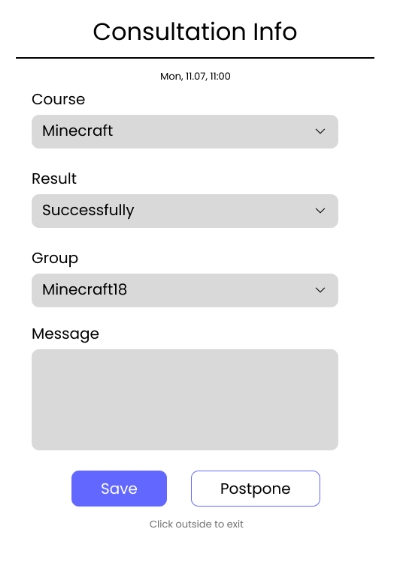 Consultation Info
Mon, 11.07, 11:00
Course
Minecraft
Result
Successfully
Group
Minecraft18
Message
Save
Postpone
Click outside to exit